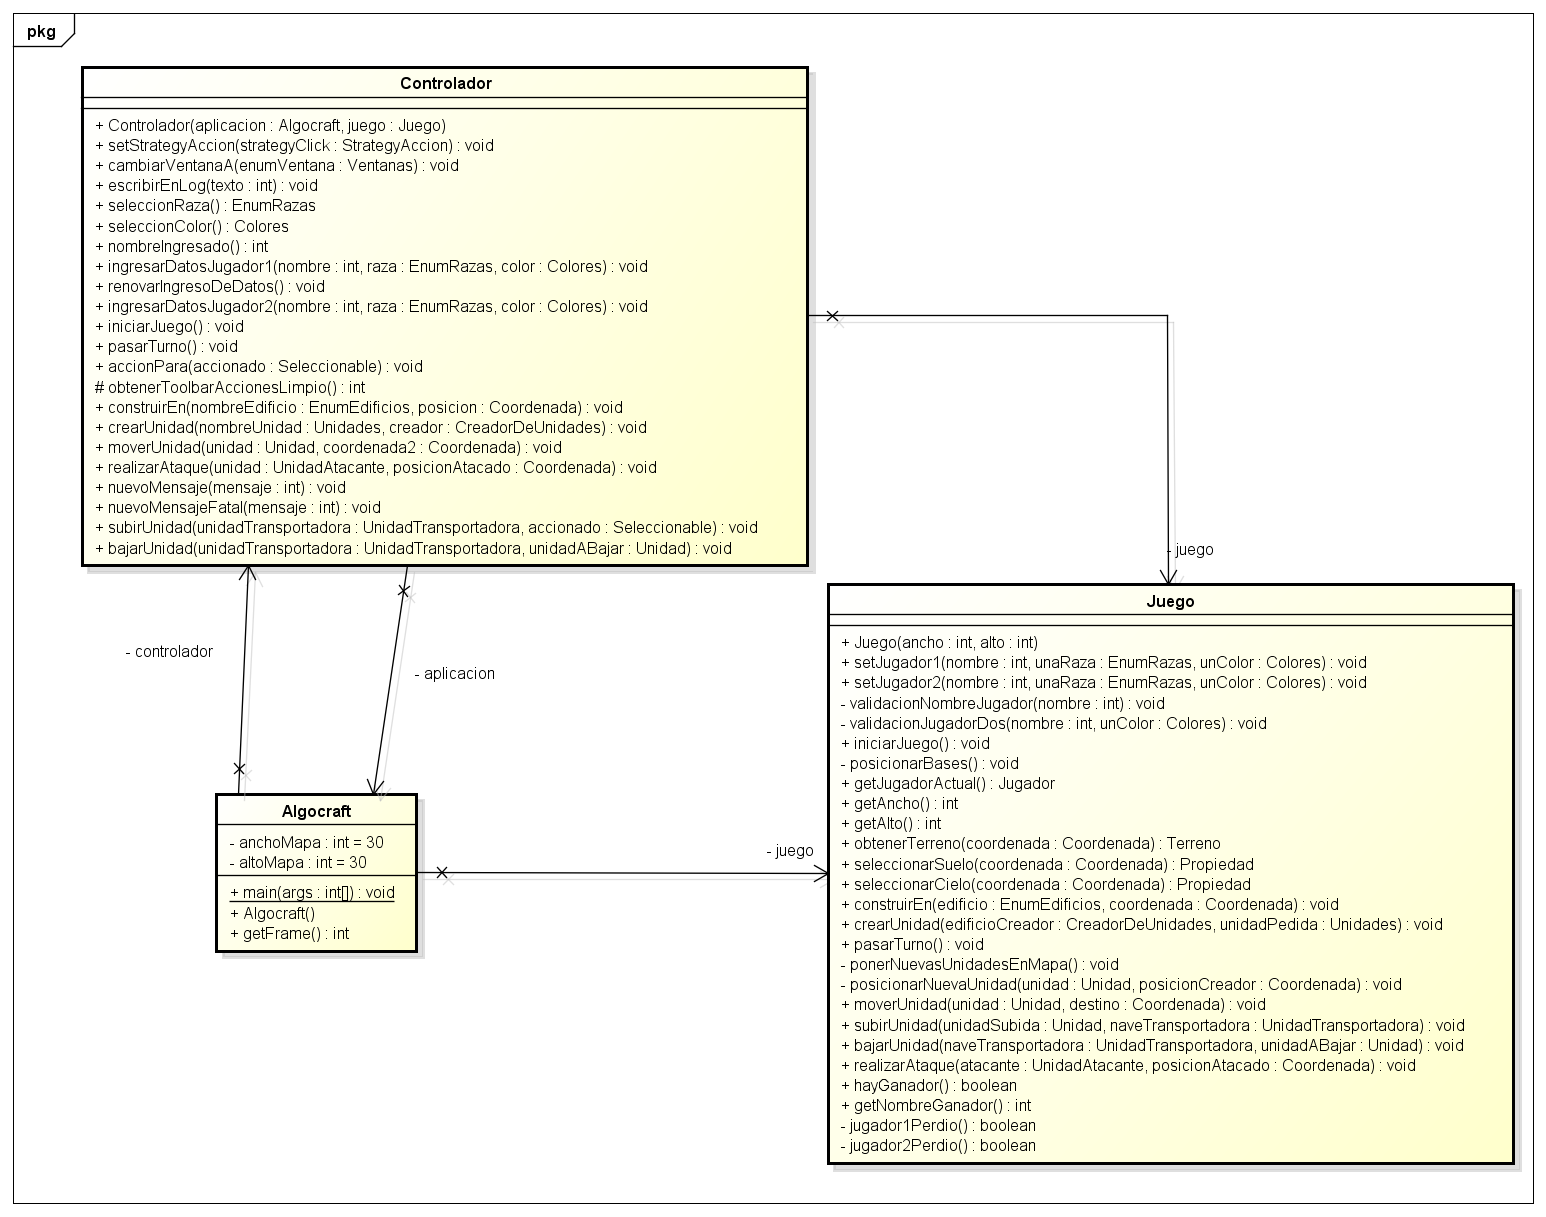 pkg
Controlador
+ Controlador(aplicacion : Algocraft, juego : Juego)
+ setStrategyAccion(strategyClick : StrategyAccion) : void
+ cambiarVentanaA(enumVentana : Ventanas) : void
+ escribirEnLog(texto : int) : void
+ seleccionRaza() : EnumRazas
+ seleccionColor() : Colores
+ nombreIngresado() : int
+ ingresarDatosJugador1(nombre : int, raza : EnumRazas, color : Colores) : void
+ renovarIngresoDeDatos() : void
+ ingresarDatosJugador2(nombre : int, raza : EnumRazas, color : Colores) : void
+ iniciarJuego() : void
+ pasarTurno() : void
+ accionPara(accionado : Seleccionable) : void
# obtenerToolbarAccionesLimpio() : int
+ construirEn(nombreEdificio : EnumEdificios, posicion : Coordenada) : void
+ crearUnidad(nombreUnidad : Unidades, creador : CreadorDeUnidades) : void
+ moverUnidad(unidad : Unidad, coordenada2 : Coordenada) : void
+ realizarAtaque(unidad : UnidadAtacante, posicionAtacado : Coordenada) : void
+ nuevoMensaje(mensaje : int) : void
+ nuevoMensajeFatal(mensaje : int) : void
+ subirUnidad(unidadTransportadora : UnidadTransportadora, accionado : Seleccionable) : void
+ bajarUnidad(unidadTransportadora : UnidadTransportadora, unidadABajar : Unidad) : void
- juego
- controlador
- aplicacion
Algocraft
- anchoMapa : int = 30
- altoMapa : int = 30
+ main(args : int[]) : void
+ Algocraft()
+ getFrame() : int
- juego
Juego
+ Juego(ancho : int, alto : int)
+ setJugador1(nombre : int, unaRaza : EnumRazas, unColor : Colores) : void
+ setJugador2(nombre : int, unaRaza : EnumRazas, unColor : Colores) : void
- validacionNombreJugador(nombre : int) : void
- validacionJugadorDos(nombre : int, unColor : Colores) : void
+ iniciarJuego() : void
- posicionarBases() : void
+ getJugadorActual() : Jugador
+ getAncho() : int
+ getAlto() : int
+ obtenerTerreno(coordenada : Coordenada) : Terreno
+ seleccionarSuelo(coordenada : Coordenada) : Propiedad
+ seleccionarCielo(coordenada : Coordenada) : Propiedad
+ construirEn(edificio : EnumEdificios, coordenada : Coordenada) : void
+ crearUnidad(edificioCreador : CreadorDeUnidades, unidadPedida : Unidades) : void
+ pasarTurno() : void
- ponerNuevasUnidadesEnMapa() : void
- posicionarNuevaUnidad(unidad : Unidad, posicionCreador : Coordenada) : void
+ moverUnidad(unidad : Unidad, destino : Coordenada) : void
+ subirUnidad(unidadSubida : Unidad, naveTransportadora : UnidadTransportadora) : void
+ bajarUnidad(naveTransportadora : UnidadTransportadora, unidadABajar : Unidad) : void
+ realizarAtaque(atacante : UnidadAtacante, posicionAtacado : Coordenada) : void
+ hayGanador() : boolean
+ getNombreGanador() : int
- jugador1Perdio() : boolean
- jugador2Perdio() : boolean